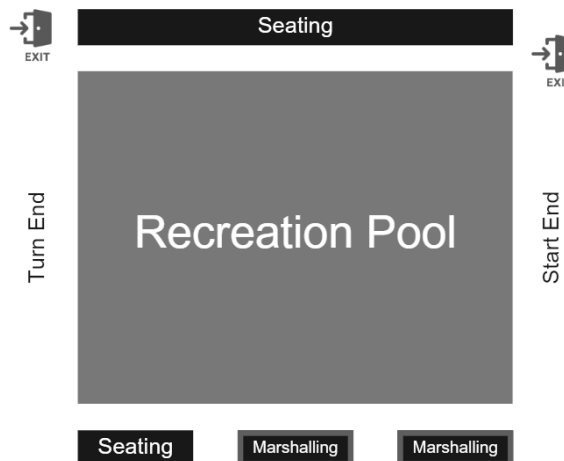 Seating
EXIT
EXI
Turn End
Recreation Pool
Start End
Seating
Marshalling
Marshalling